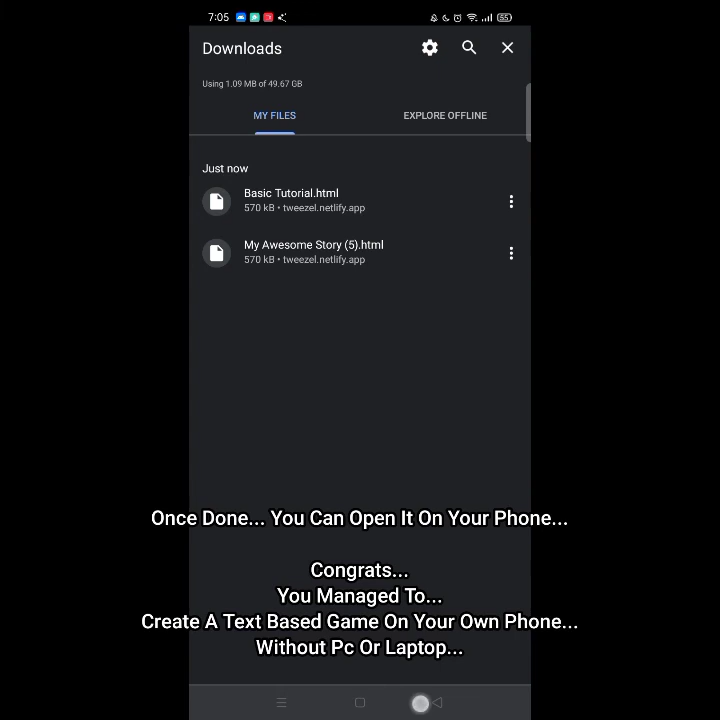 7:05
55
Downloads
Using 1.09 MB of 49.67 GB
MY FILES
EXPLORE OFFLINE
Just now
Basic Tutorial.html
570 kB • tweezel.netlify.app
My Awesome Story (5).html
570 kB • tweezel.netlify.app
Once Done... You Can Open It On Your Phone...
Congrats...
You Managed To...
Create A Text Based Game On Your Own Phone...
Without Pc Or Laptop...